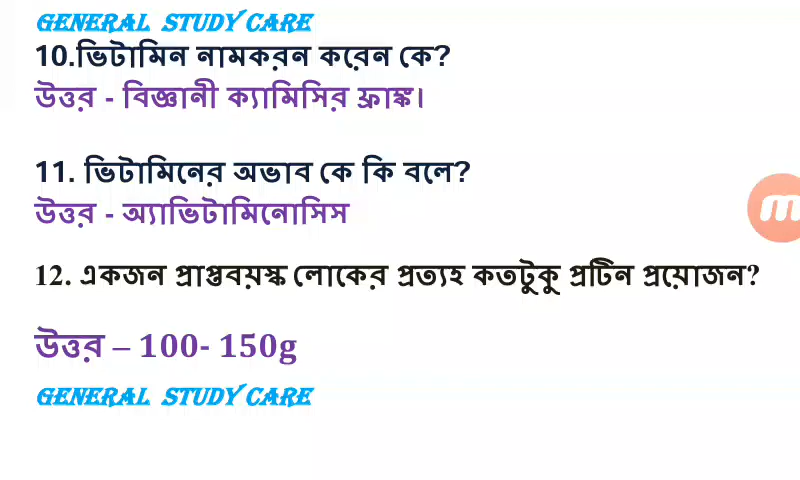 GENERAL STUDY CARE
10.ভিটামিন নামকরন করেন কে?
উত্তর - বিজ্ঞানী ক্যামিসির ফ্রাঙ্ক।
11. ভিটামিনের অভাব কে কি বলে?
উত্তর - অ্যাভিটামিনোসিস
12. একজন প্রাপ্তবয়স্ক লোকের প্রত্যহ কতটুকু প্রটিন প্রয়োজন?
উত্তর – 100- 150g
GENERAL STUDY CARE
m